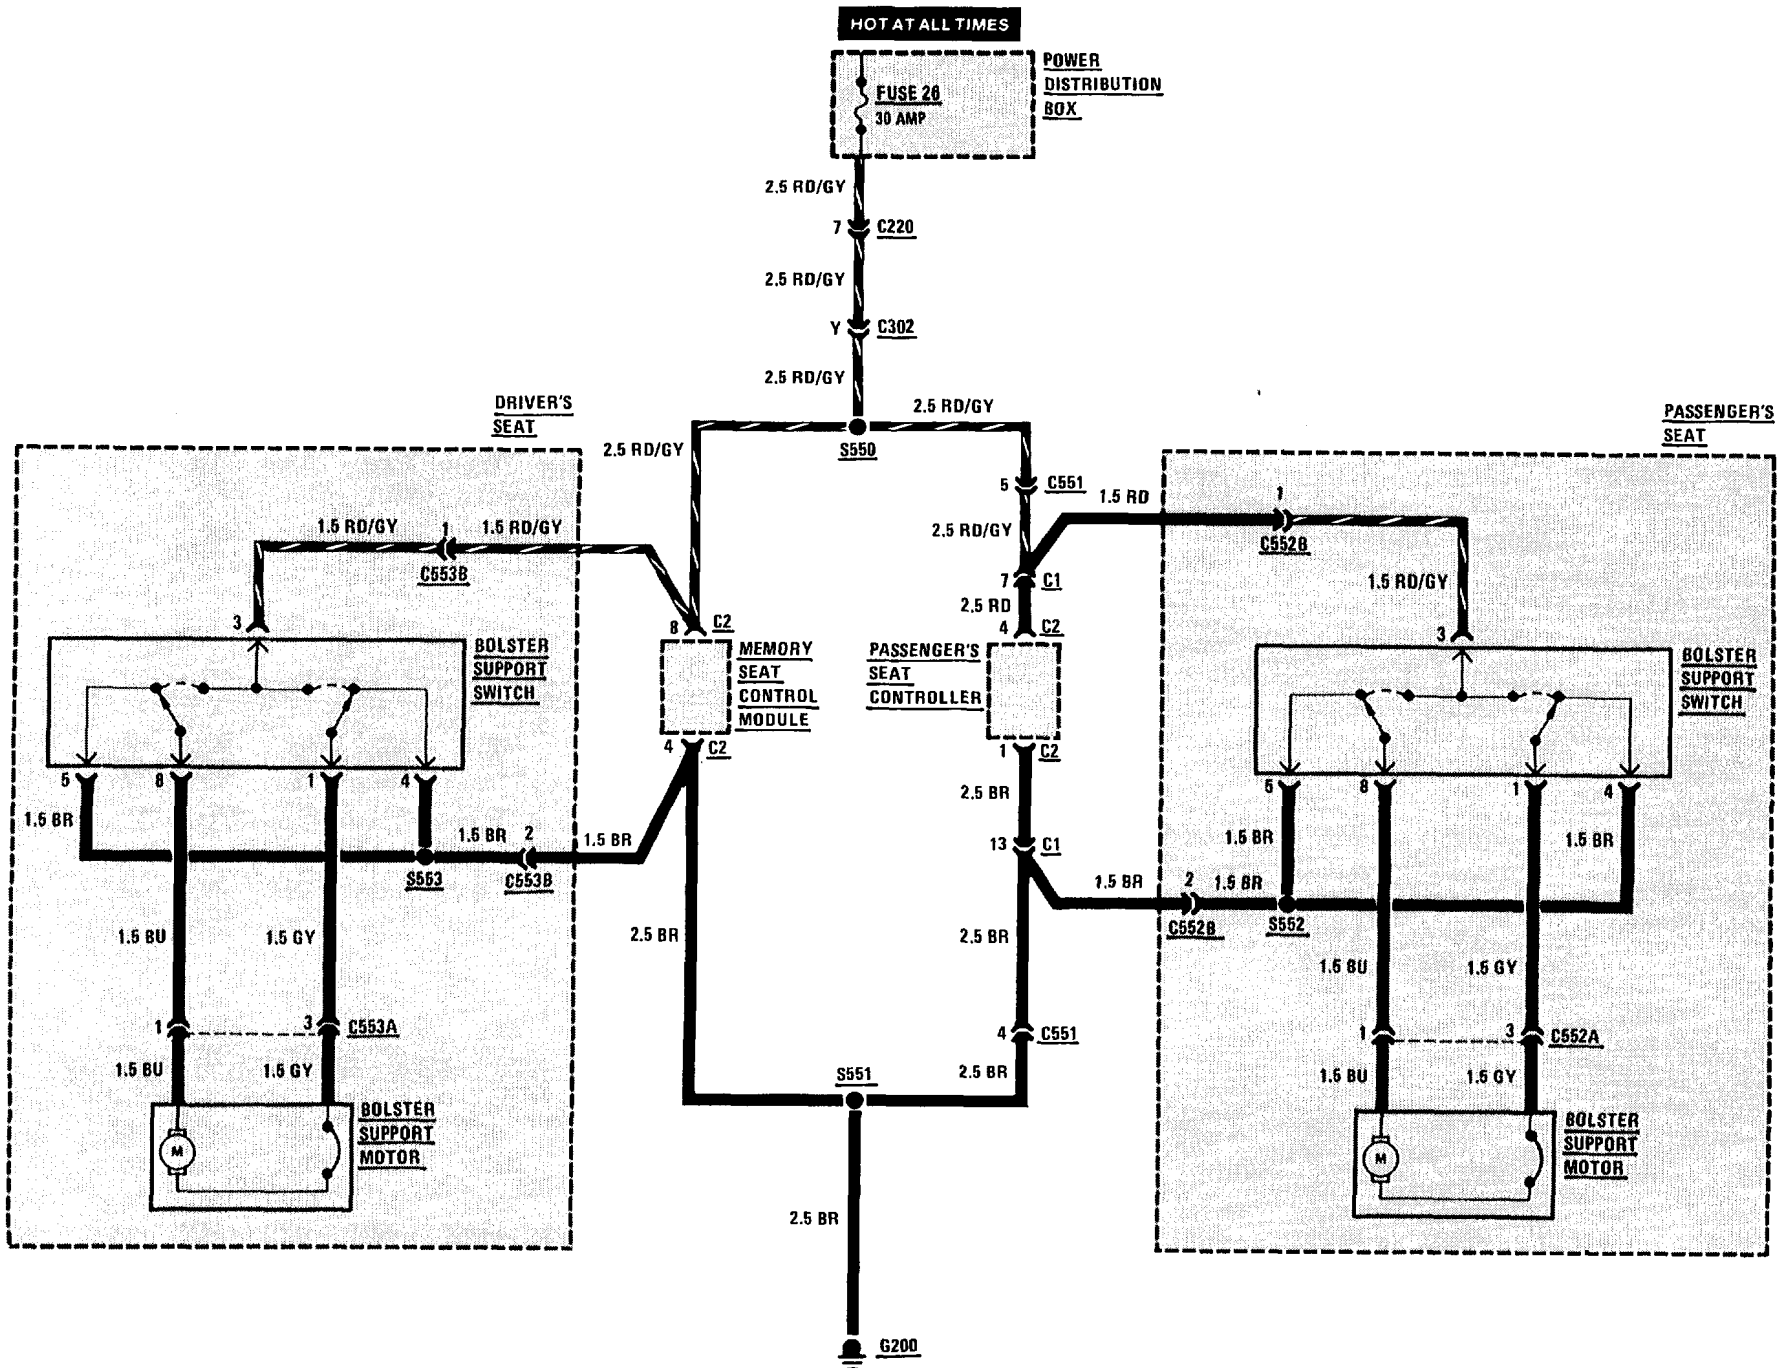 HOT AT ALL TIMES
POWER
DISTRIBUTION
BOX
FUSE 26
30 AMP
2.5 RD/GY
7 C220
2.5 RD/GY
Y C302
2.5 RD/GY
S550
2.5 RD/GY
2.5 RD/GY
DRIVER'S
SEAT
1.5 RD/GY
1
1.5 RD/GY
C553B
3
BOLSTER
SUPPORT
SWITCH
5
8
1
4
1.5 BR
1.5 BR
2
1.5 BR
S553
C553B
1.5 BU
1.5 GY
1
3
C553A
1.5 BU
1.5 GY
BOLSTER
SUPPORT
MOTOR
M
8 C2
MEMORY
SEAT
CONTROL
MODULE
4 C2
2.5 BR
5 C551
2.5 RD/GY
1.5 RD
7 C1
2.5 RD
4 C2
PASSENGER'S
SEAT
CONTROLLER
1 C2
2.5 BR
13 C1
2.5 BR
4 C551
2.5 BR
S551
2.5 BR
G200
PASSENGER'S
SEAT
1
C552B
1.5 RD/GY
3
BOLSTER
SUPPORT
SWITCH
5
8
1
4
1.5 BR
1.5 BR
1.5 BR
2
1.5 BR
C552B
S552
1.5 BU
1.5 GY
1
3
C552A
1.5 BU
1.5 GY
BOLSTER
SUPPORT
MOTOR
M